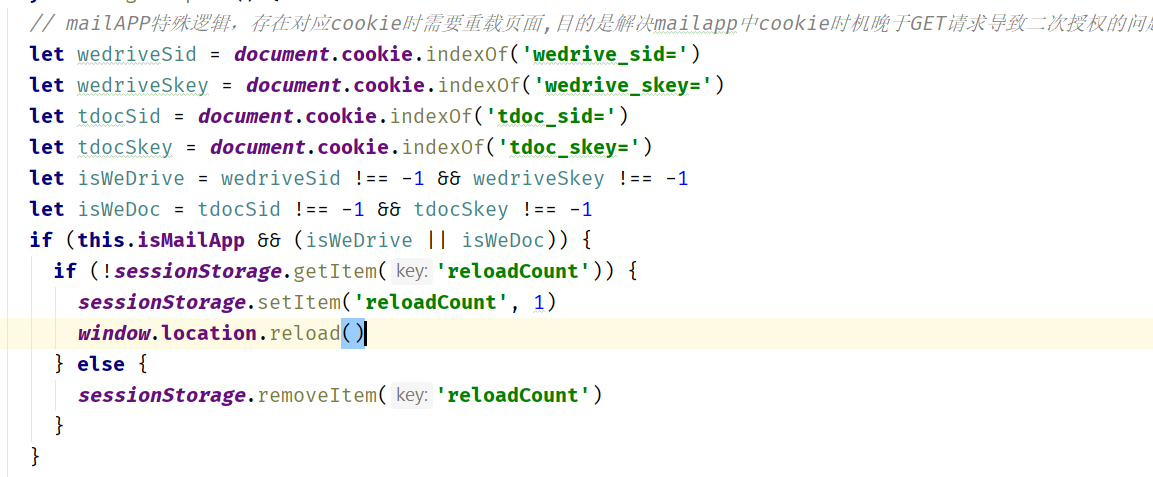 // mailAPP特殊逻辑，存在对应cookie时需要重载页面,目的是解决mailapp中cookie时机晚于GET请求导致二次授权的问
let wedriveSid = document.cookie.indexOf('wedrive_sid=')
let wedriveSkey = document.cookie.indexOf('wedrive_skey=')
let tdocSid = document.cookie.indexOf('tdoc_sid=')
let tdocSkey = document.cookie.indexOf('tdoc_skey=')
let isWeDrive = wedriveSid !== -1 && wedriveSkey !== -1
let isWeDoc = tdocSid !== -1 && tdocSkey !== -1
if (this.isMailApp && (isWeDrive || isWeDoc)) {
if (!sessionStorage.getItem( key: 'reloadCount')) {
sessionStorage.setItem('reloadCount', 1)
window.location.reload()
} else {
sessionStorage.removeItem( key: 'reloadCount')
}
}